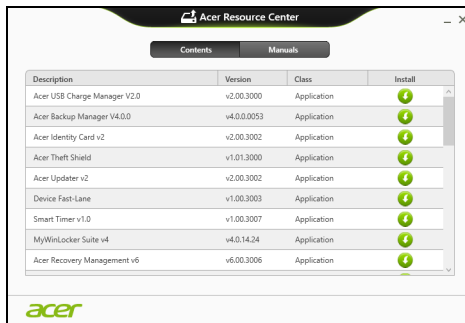 Acer Resource Center
Contents Manuals
Description Version Class Install
Acer USB Charge Manager V2.0 v2.00.3000 Application
Acer Backup Manager V4.0.0 v4.0.0.0053 Application
Acer Identity Card v2 v2.00.3002 Application
Acer Theft Shield v1.01.3000 Application
Acer Updater v2 v2.00.3002 Application
Device Fast-Lane v1.00.3003 Application
Smart Timer v1.0 v1.00.3007 Application
MyWinLocker Suite v4 v4.0.14.24 Application
Acer Recovery Management v6 v6.00.3006 Application
acer